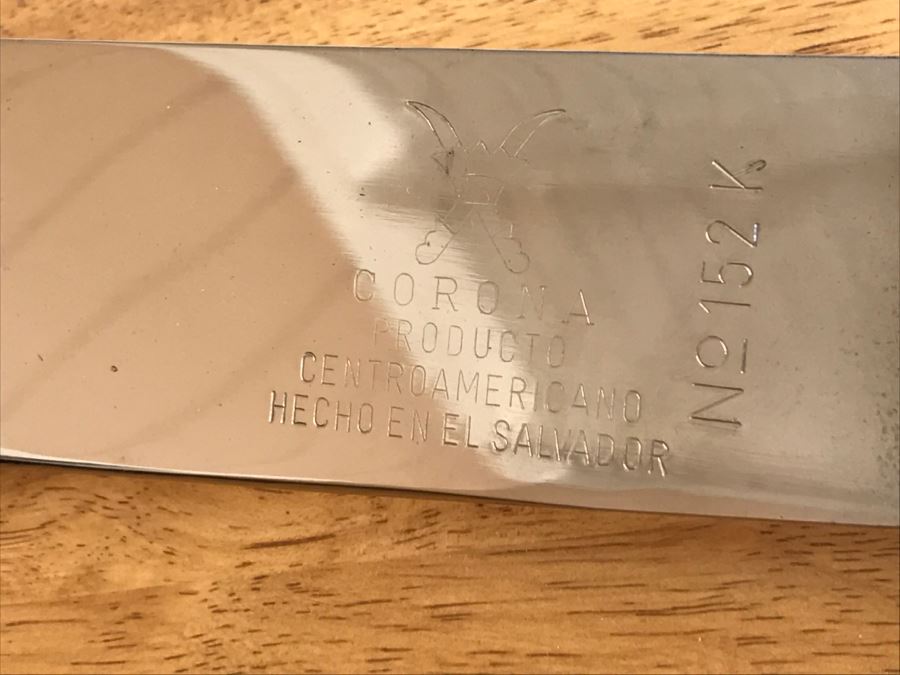 CORONA
PRODUCTO
CENTROAMERICANO
HECHO EN EL SALVADOR
No 152 K